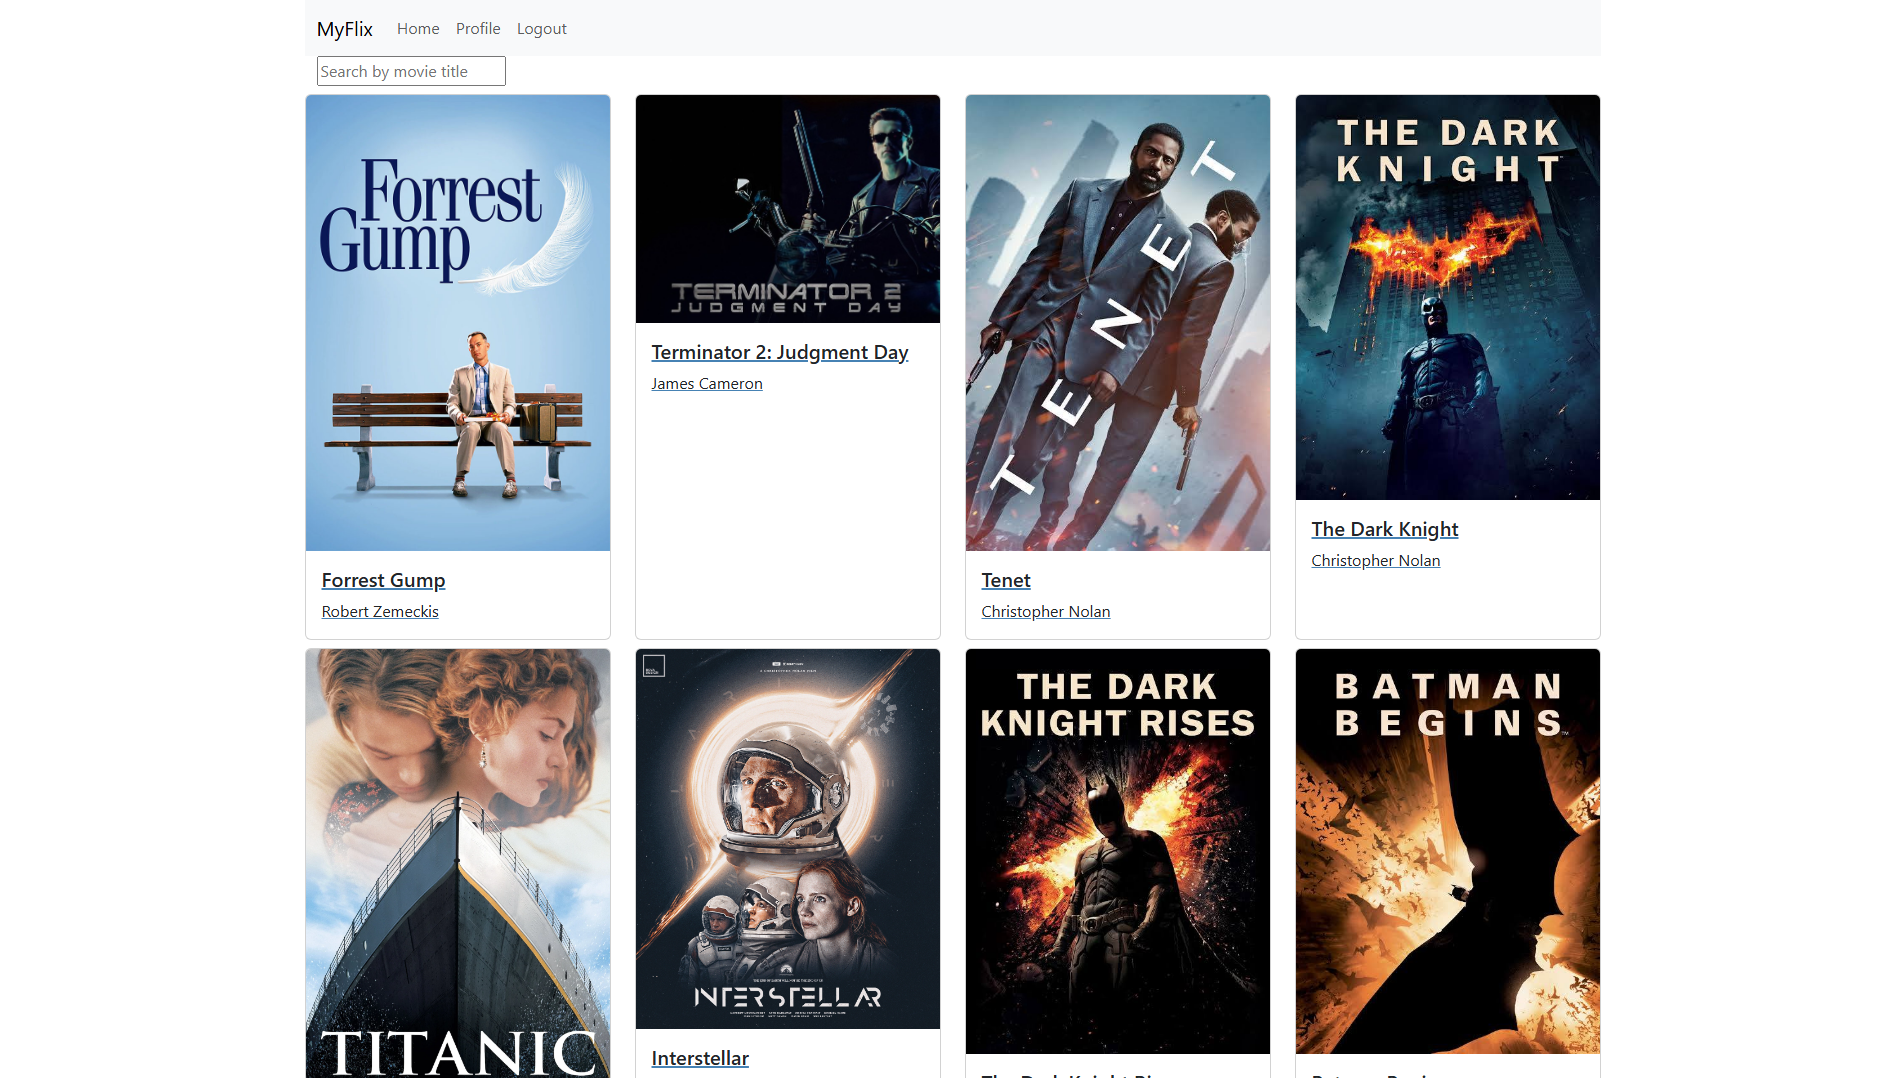 MyFlix Home Profile Logout
Search by movie title
Forrest
Gump
Forrest Gump
Robert Zemeckis
TERMINATOR 2
JUDGMENT DAY
Terminator 2: Judgment Day
James Cameron
TENET
Tenet
Christopher Nolan
THE DARK
KNIGHT
The Dark Knight
Christopher Nolan
TITANIC
INTERSTELLAR
Interstellar
THE DARK
KNIGHT RISES
BATMAN
BEGINS